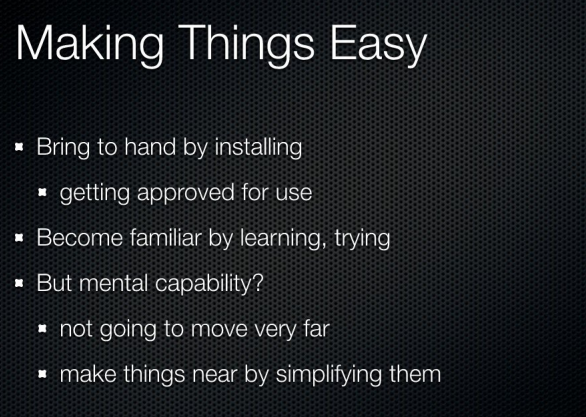 Making Things Easy
Bring to hand by installing
getting approved for use
Become familiar by learning, trying
But mental capability?
not going to move very far
make things near by simplifying them